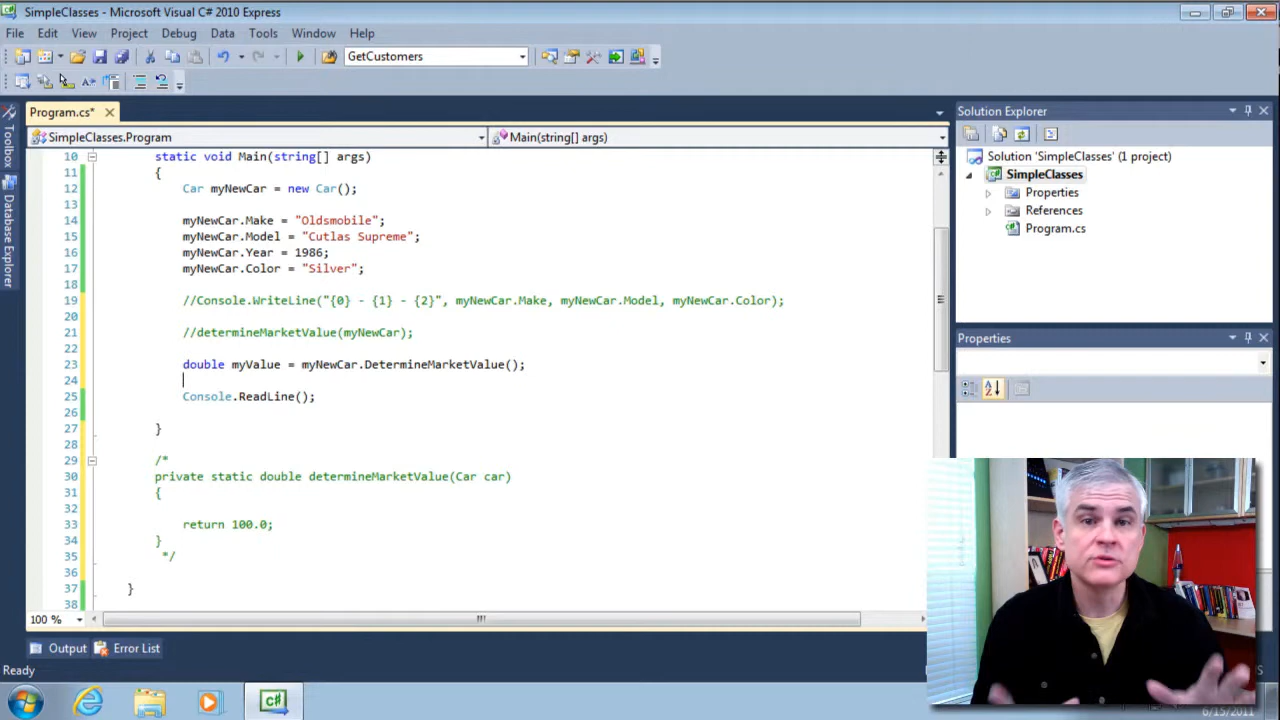 SimpleClasses - Microsoft Visual C# 2010 Express
File Edit View Project Debug Data Tools Window Help
GetCustomers
Program.cs*
Solution Explorer
SimpleClasses.Program
Main(string[] args)
Toolbox
Database Explorer
10 static void Main(string[] args)
11 {
12 Car myNewCar = new Car();
13
14 myNewCar.Make = "Oldsmobile";
15 myNewCar.Model = "Cutlas Supreme";
16 myNewCar.Year = 1986;
17 myNewCar.Color = "Silver";
18
19 //Console.WriteLine("{0} - {1} - {2}", myNewCar.Make, myNewCar.Model, myNewCar.Color);
20
21 //determineMarketValue(myNewCar);
22
23 double myValue = myNewCar.DetermineMarketValue();
24
25 Console.ReadLine();
26
27 }
28
29 /*
30 private static double determineMarketValue(Car car)
31 {
32
33 return 100.0;
34 }
35 */
36
37 }
38
100 %
Solution 'SimpleClasses' (1 project)
SimpleClasses
Properties
References
Program.cs
Properties
Output Error List
Ready
6/15/2011